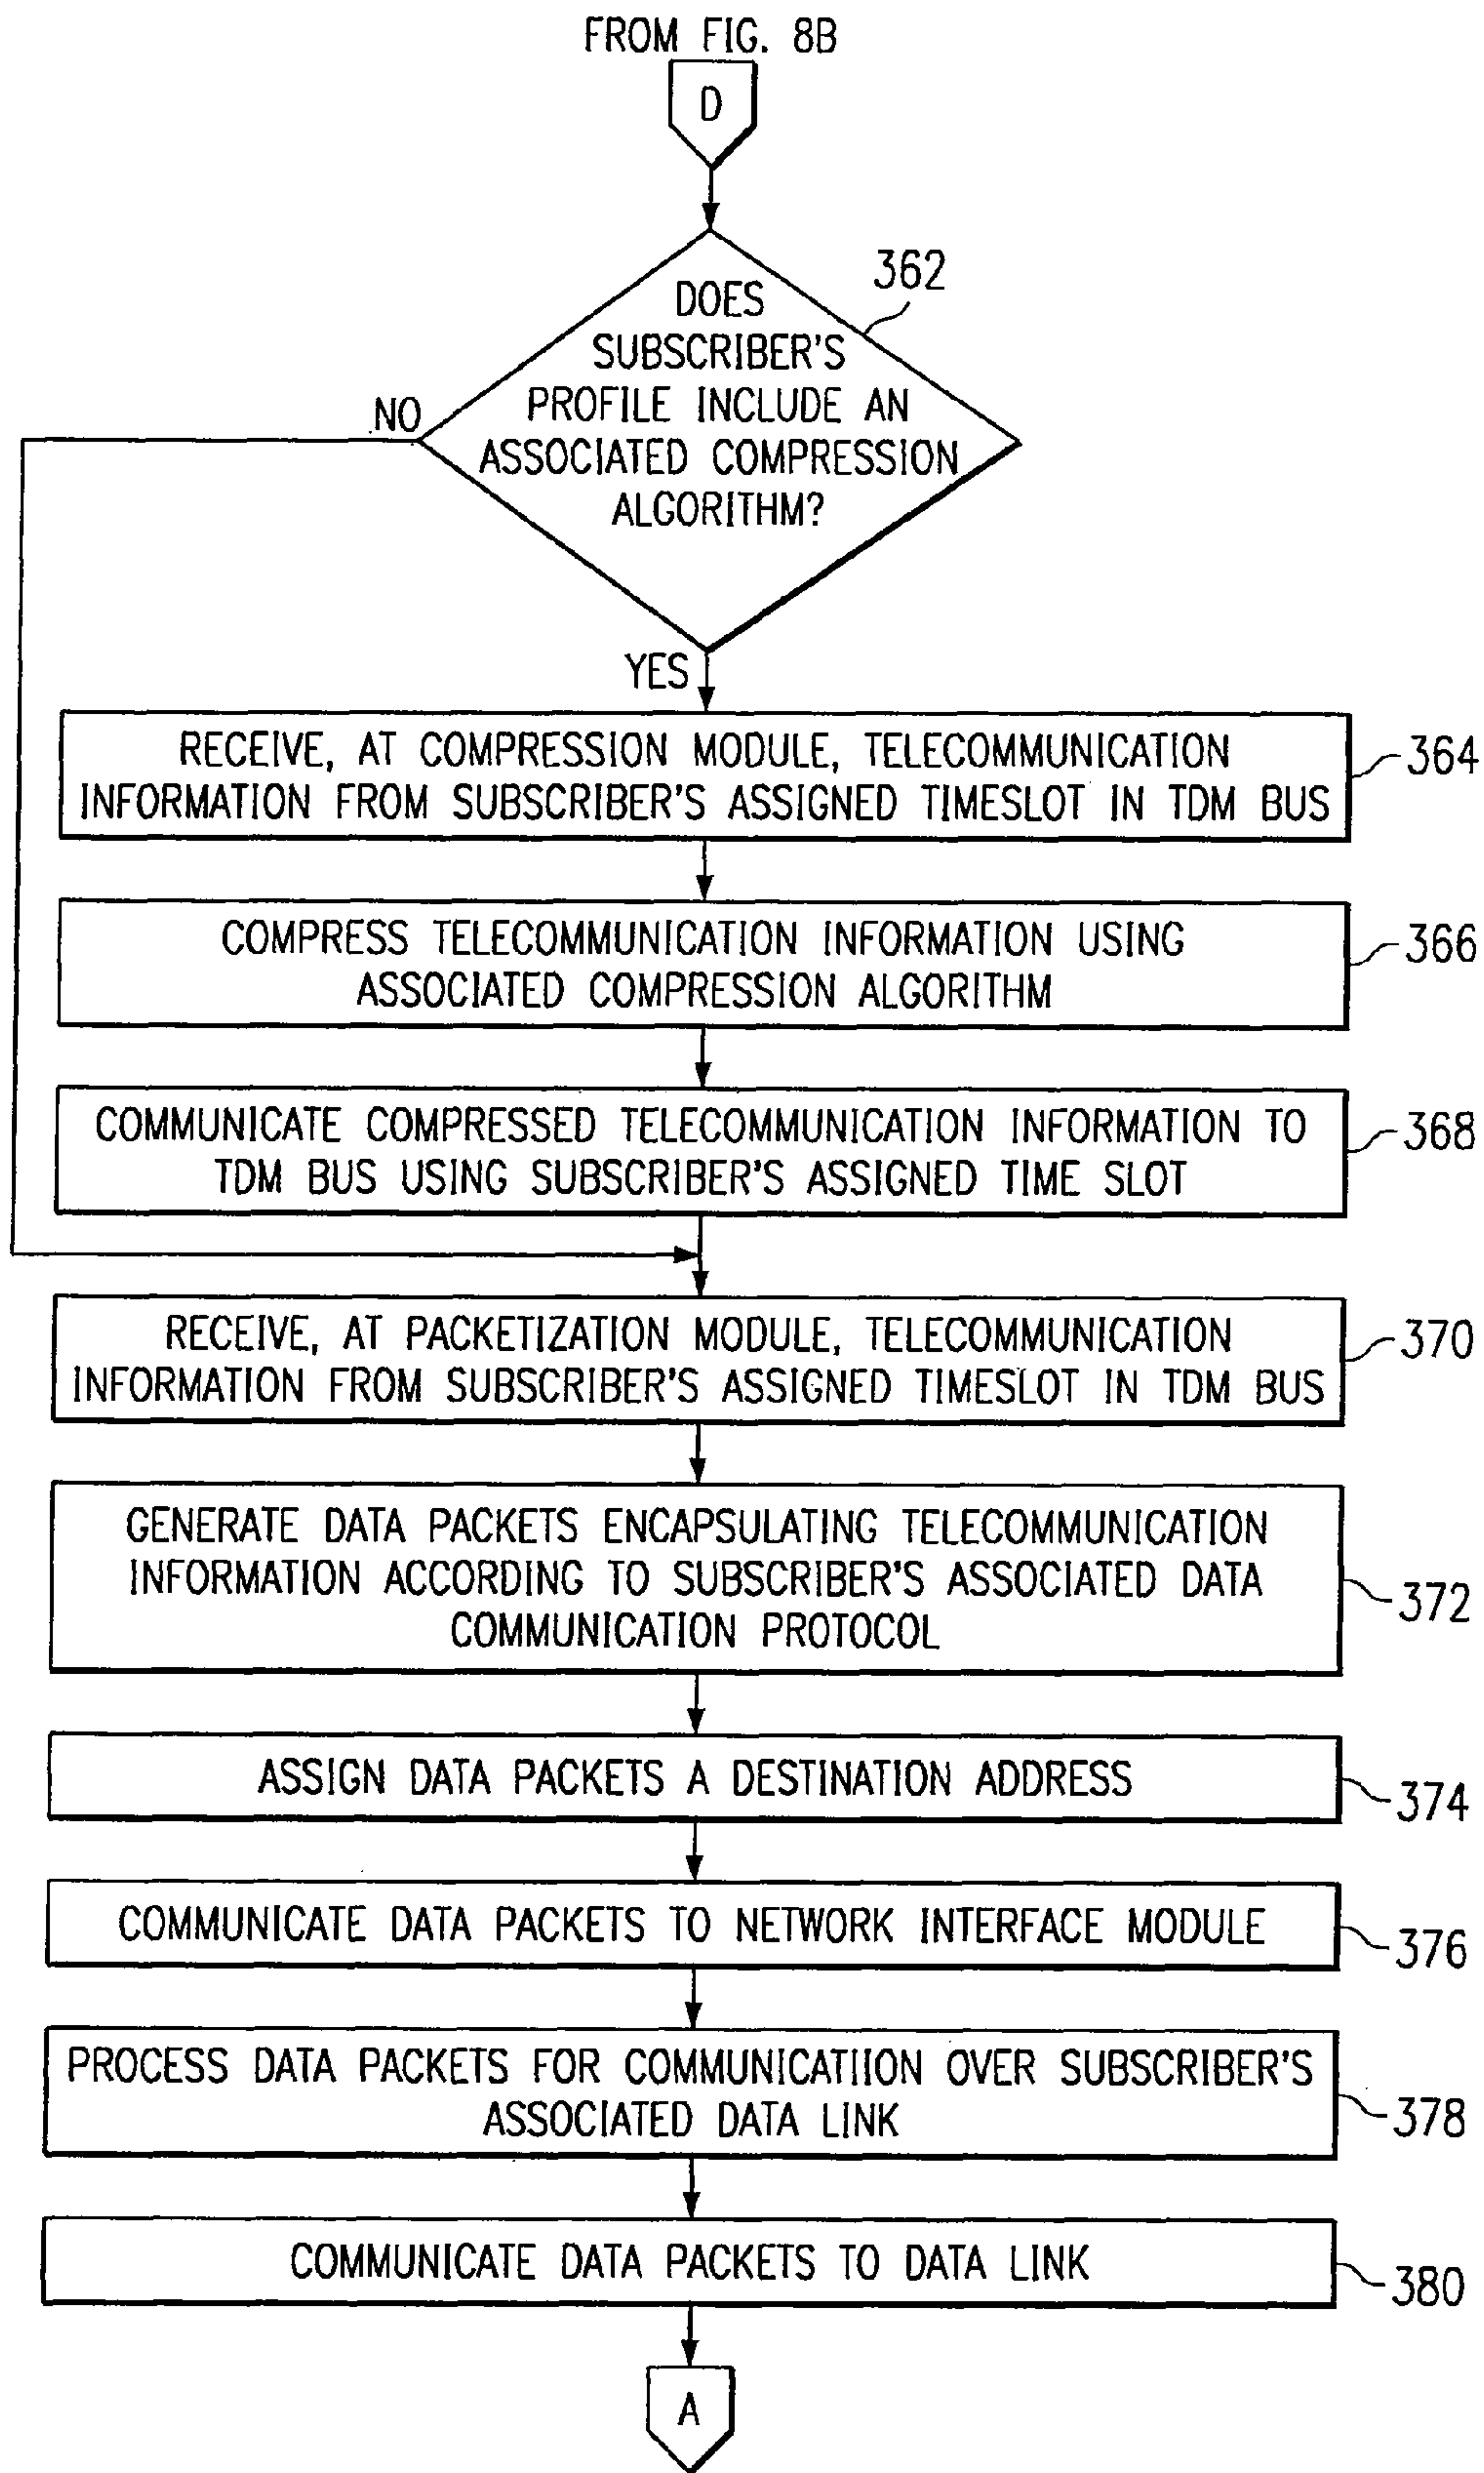 FROM FIG. 8B
D
362
DOES
SUBSCRIBER'S
PROFILE INCLUDE AN
ASSOCIATED COMPRESSION
ALGORITHM?
NO
YES
RECEIVE, AT COMPRESSION MODULE, TELECOMMUNICATION
INFORMATION FROM SUBSCRIBER'S ASSIGNED TIMESLOT IN TDM BUS
364
COMPRESS TELECOMMUNICATION INFORMATION USING
ASSOCIATED COMPRESSION ALGORITHM
366
COMMUNICATE COMPRESSED TELECOMMUNICATION INFORMATION TO
TDM BUS USING SUBSCRIBER'S ASSIGNED TIME SLOT
368
RECEIVE, AT PACKETIZATION MODULE, TELECOMMUNICATION
INFORMATION FROM SUBSCRIBER'S ASSIGNED TIMESLOT IN TDM BUS
370
GENERATE DATA PACKETS ENCAPSULATING TELECOMMUNICATION
INFORMATION ACCORDING TO SUBSCRIBER'S ASSOCIATED DATA
COMMUNICATION PROTOCOL
372
ASSIGN DATA PACKETS A DESTINATION ADDRESS
374
COMMUNICATE DATA PACKETS TO NETWORK INTERFACE MODULE
376
PROCESS DATA PACKETS FOR COMMUNICATIION OVER SUBSCRIBER'S
ASSOCIATED DATA LINK
378
COMMUNICATE DATA PACKETS TO DATA LINK
380
A